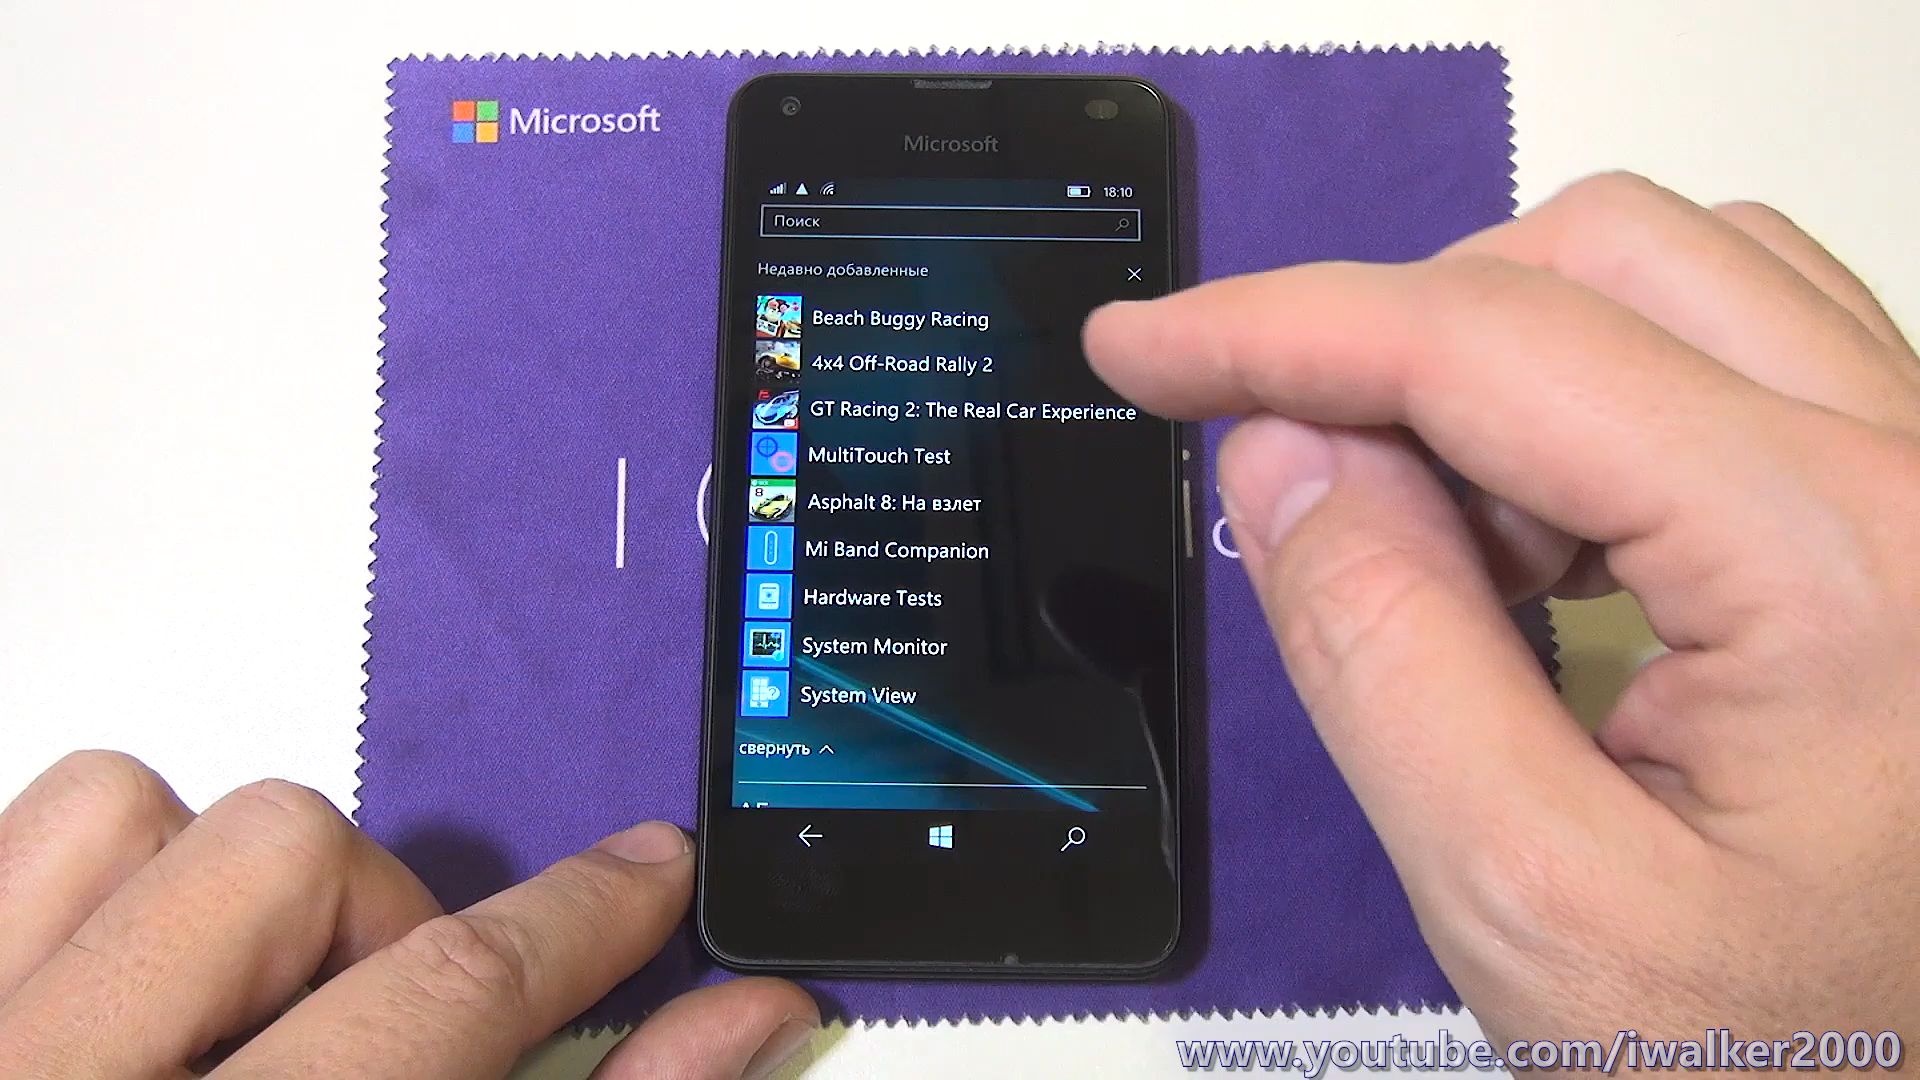 Microsoft
Microsoft
18:10
Поиск
Недавно добавленные
Beach Buggy Racing
4x4 Off-Road Rally 2
GT Racing 2: The Real Car Experience
MultiTouch Test
Asphalt 8: На взлет
Mi Band Companion
Hardware Tests
System Monitor
System View
свернуть
www.youtube.com/iwalker2000